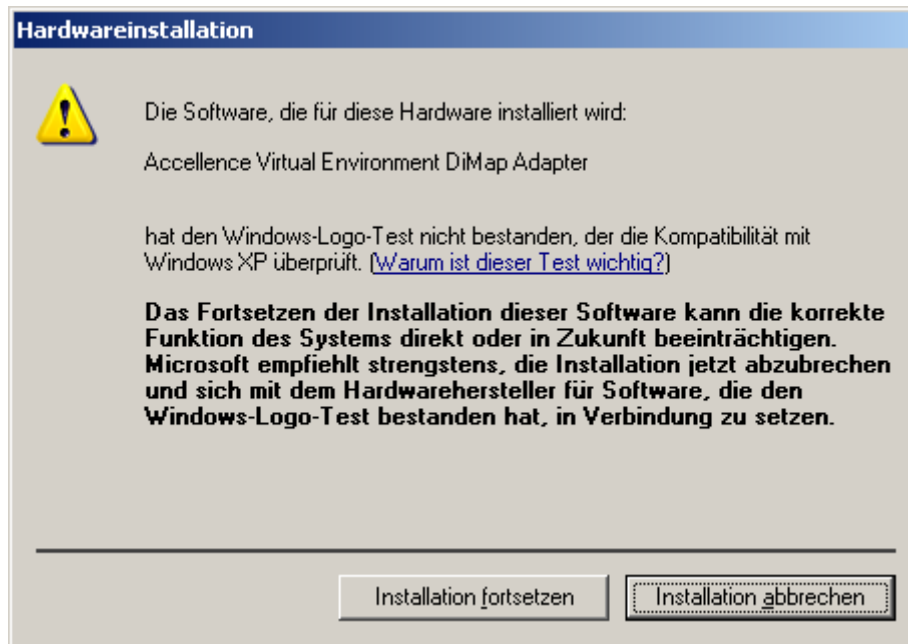 Hardwareinstallation
Die Software, die für diese Hardware installiert wird:
Accellence Virtual Environment DiMap Adapter
hat den Windows-Logo-Test nicht bestanden, der die Kompatibilität mit
Windows XP überprüft. (Warum ist dieser Test wichtig?)
Das Fortsetzen der Installation dieser Software kann die korrekte
Funktion des Systems direkt oder in Zukunft beeinträchtigen.
Microsoft empfiehlt strengstens, die Installation jetzt abzubrechen
und sich mit dem Hardwarehersteller für Software, die den
Windows-Logo-Test bestanden hat, in Verbindung zu setzen.
Installation fortsetzen
Installation abbrechen